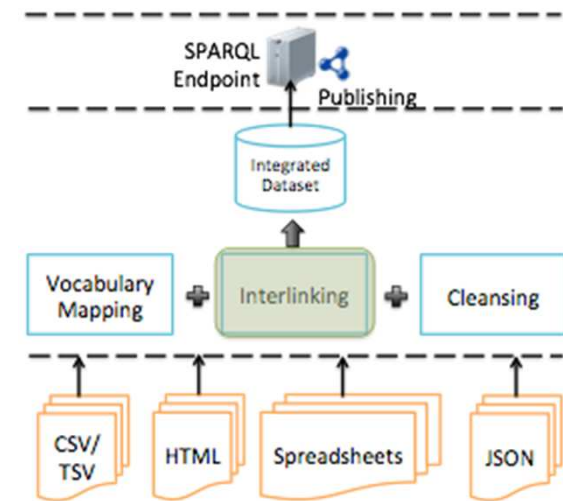 SPARQL
Endpoint
Publishing
Integrated
Dataset
Vocabulary
Mapping
Interlinking
Cleansing
CSV/
TSV
HTML
Spreadsheets
JSON